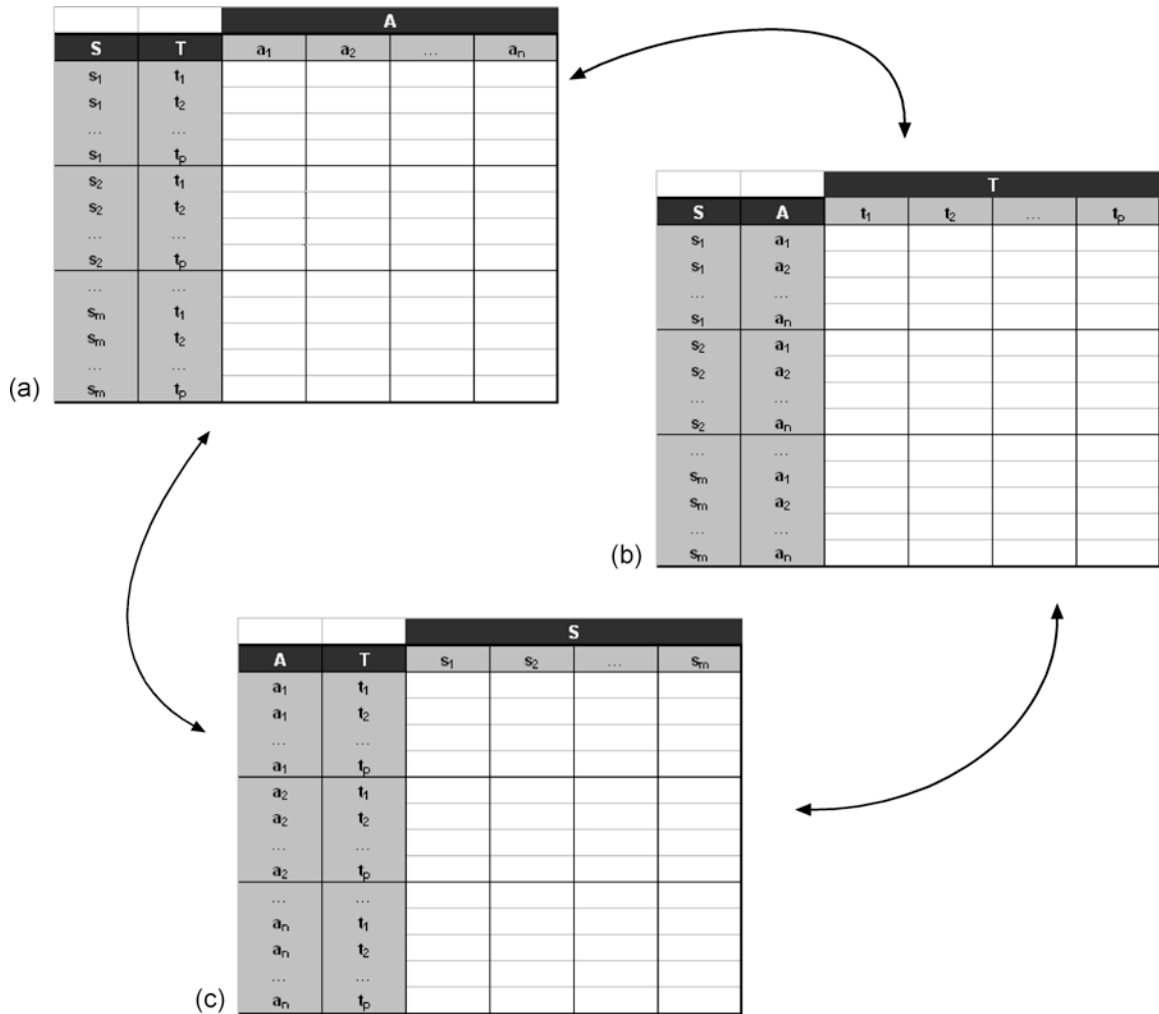 A
S T a1 a2 ... an
s1 t1
s1 t2
... ...
s1 tp
s2 t1
s2 t2
... ...
s2 tp
... ...
sm t1
sm t2
... ...
sm tp
(a)
T
S A t1 t2 ... tp
s1 a1
s1 a2
... ...
s1 an
s2 a1
s2 a2
... ...
s2 an
... ...
sm a1
sm a2
... ...
sm an
(b)
S
A T s1 s2 ... sm
a1 t1
a1 t2
... ...
a1 tp
a2 t1
a2 t2
... ...
a2 tp
... ...
an t1
an t2
... ...
an tp
(c)